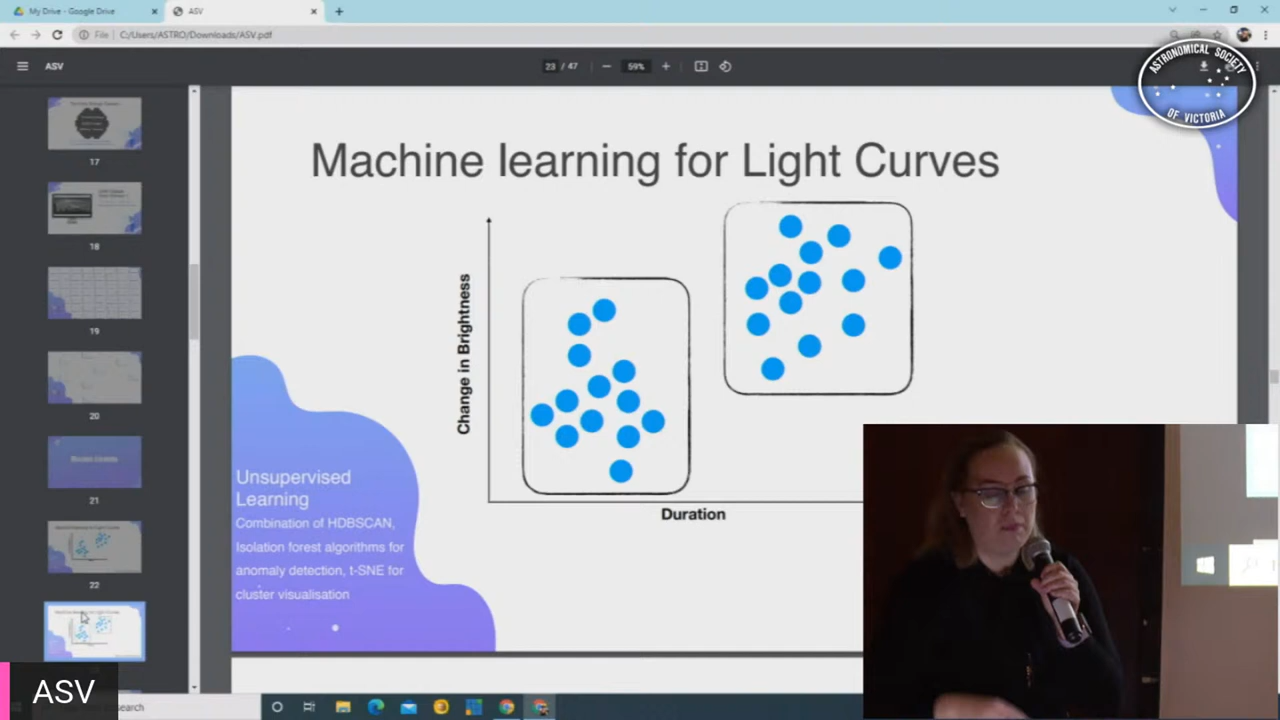 My Drive - Google Drive
ASV
File
C:/Users/ASTRO/Downloads/ASV.pdf
ASV
23 / 47
59%
ASTRONOMICAL SOCIETY
OF VICTORIA
17
18
19
20
21
22
Machine learning for Light Curves
Change in Brightness
Duration
Unsupervised
Learning
Combination of HDBSCAN,
Isolation forest algorithms for
anomaly detection, t-SNE for
cluster visualisation
ASV